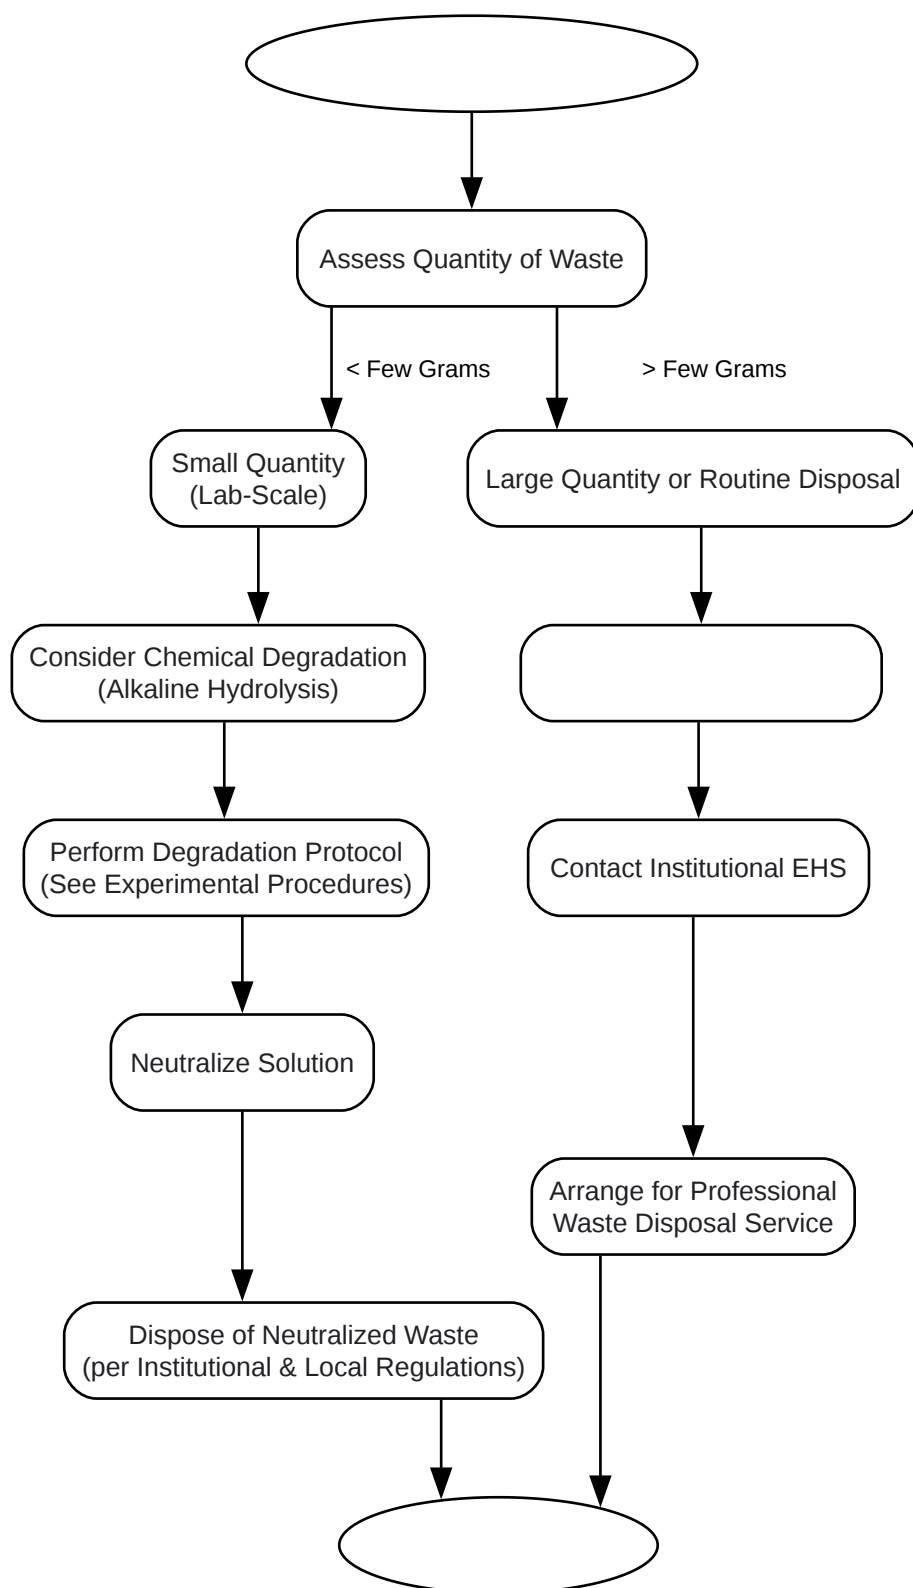 Assess Quantity of Waste
< Few Grams
> Few Grams
Small Quantity
(Lab-Scale)
Large Quantity or Routine Disposal
Consider Chemical Degradation
(Alkaline Hydrolysis)
Perform Degradation Protocol
(See Experimental Procedures)
Contact Institutional EHS
Neutralize Solution
Arrange for Professional
Waste Disposal Service
Dispose of Neutralized Waste
(per Institutional & Local Regulations)